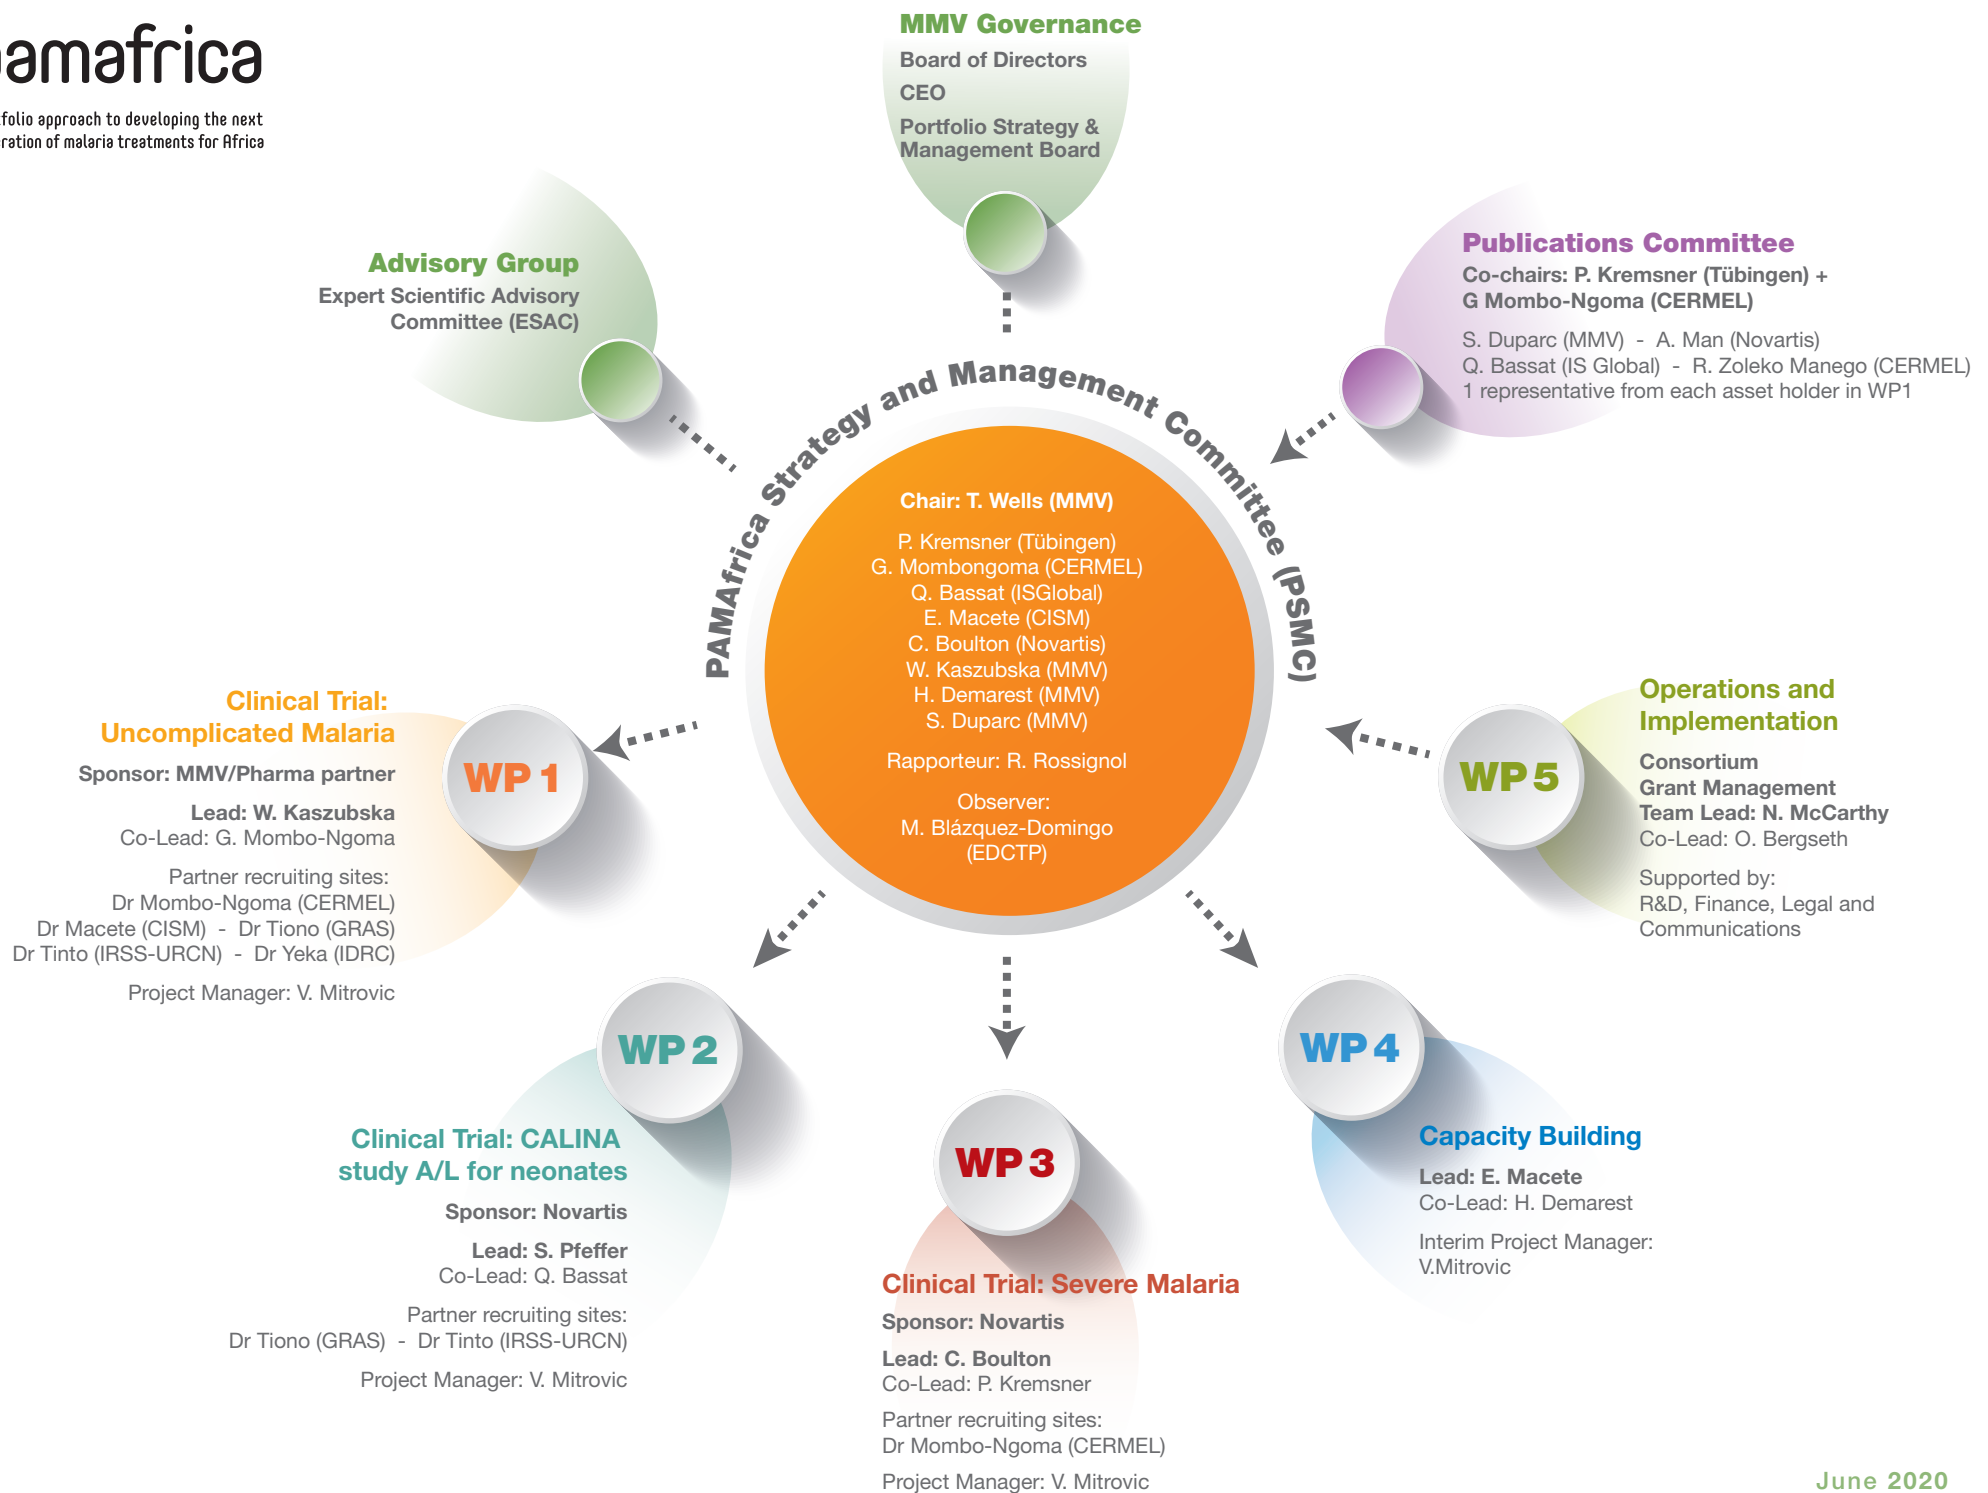 amafrica
folio approach to developing the next
ration of malaria treatments for Africa
MMV Governance
Board of Directors
CEO
Portfolio Strategy &
Management Board
Advisory Group
Expert Scientific Advisory
Committee (ESAC)
Publications Committee
Co-chairs: P. Kremsner (Tübingen) +
G Mombo-Ngoma (CERMEL)
S. Duparc (MMV) - A. Man (Novartis)
Q. Bassat (IS Global) - R. Zoleko Manego (CERMEL)
1 representative from each asset holder in WP1
PAMAfrica Strategy and Management Committee (PSMC)
Chair: T. Wells (MMV)
P. Kremsner (Tübingen)
G. Mombongoma (CERMEL)
Q. Bassat (ISGlobal)
E. Macete (CISM)
C. Boulton (Novartis)
W. Kaszubska (MMV)
H. Demarest (MMV)
S. Duparc (MMV)
Rapporteur: R. Rossignol
Observer:
M. Blázquez-Domingo
(EDCTP)
WP 1
Clinical Trial:
Uncomplicated Malaria
Sponsor: MMV/Pharma partner
Lead: W. Kaszubska
Co-Lead: G. Mombo-Ngoma
Partner recruiting sites:
Dr Mombo-Ngoma (CERMEL)
Dr Macete (CISM) - Dr Tiono (GRAS)
Dr Tinto (IRSS-URCN) - Dr Yeka (IDRC)
Project Manager: V. Mitrovic
WP 2
Clinical Trial: CALINA
study A/L for neonates
Sponsor: Novartis
Lead: S. Pfeffer
Co-Lead: Q. Bassat
Partner recruiting sites:
Dr Tiono (GRAS) - Dr Tinto (IRSS-URCN)
Project Manager: V. Mitrovic
WP 3
Clinical Trial: Severe Malaria
Sponsor: Novartis
Lead: C. Boulton
Co-Lead: P. Kremsner
Partner recruiting sites:
Dr Mombo-Ngoma (CERMEL)
Project Manager: V. Mitrovic
WP 4
Capacity Building
Lead: E. Macete
Co-Lead: H. Demarest
Interim Project Manager:
V.Mitrovic
WP 5
Operations and
Implementation
Consortium
Grant Management
Team Lead: N. McCarthy
Co-Lead: O. Bergseth
Supported by:
R&D, Finance, Legal and
Communications
June 2020